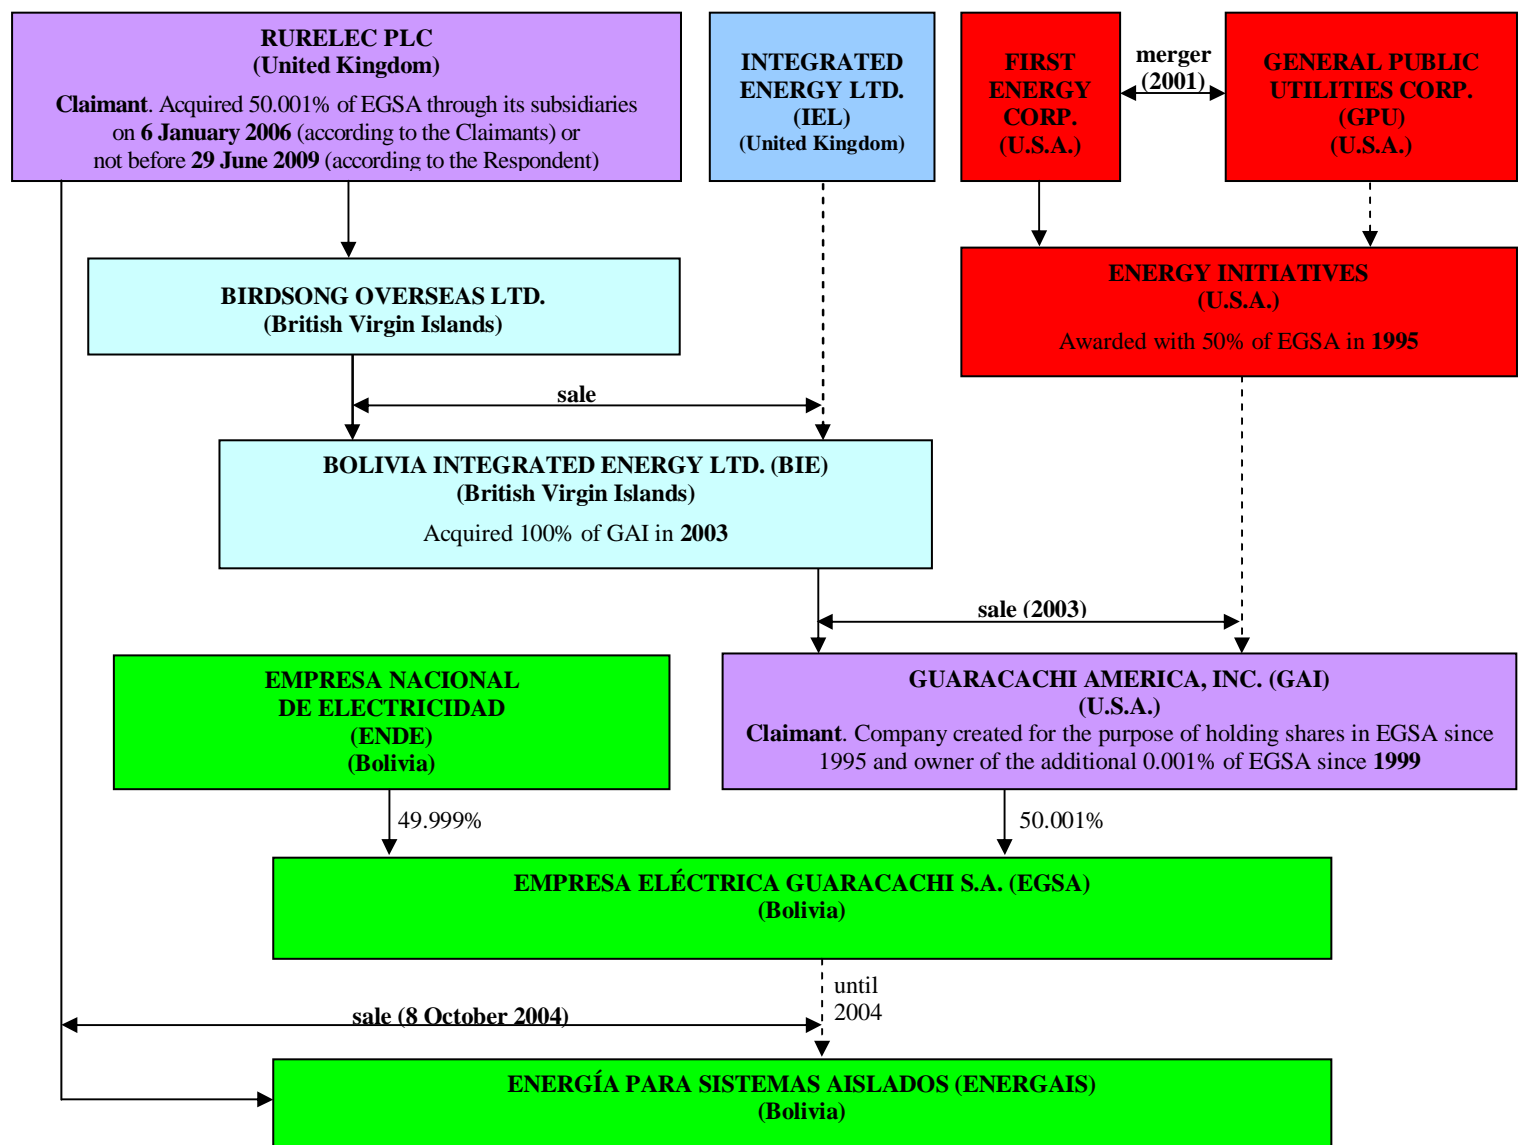 RURELEC PLC
(United Kingdom)
Claimant. Acquired 50.001% of EGSA through its subsidiaries
on 6 January 2006 (according to the Claimants) or
not before 29 June 2009 (according to the Respondent)
INTEGRATED
ENERGY LTD.
(IEL)
(United Kingdom)
FIRST
ENERGY
CORP.
(U.S.A.)
merger
(2001)
GENERAL PUBLIC
UTILITIES CORP.
(GPU)
(U.S.A.)
BIRDSONG OVERSEAS LTD.
(British Virgin Islands)
ENERGY INITIATIVES
(U.S.A.)
Awarded with 50% of EGSA in 1995
sale
BOLIVIA INTEGRATED ENERGY LTD. (BIE)
(British Virgin Islands)
Acquired 100% of GAI in 2003
sale (2003)
EMPRESA NACIONAL
DE ELECTRICIDAD
(ENDE)
(Bolivia)
GUARACACHI AMERICA, INC. (GAI)
(U.S.A.)
Claimant. Company created for the purpose of holding shares in EGSA since
1995 and owner of the additional 0.001% of EGSA since 1999
49.999%
50.001%
EMPRESA ELÉCTRICA GUARACACHI S.A. (EGSA)
(Bolivia)
until
2004
sale (8 October 2004)
ENERGÍA PARA SISTEMAS AISLADOS (ENERGAIS)
(Bolivia)